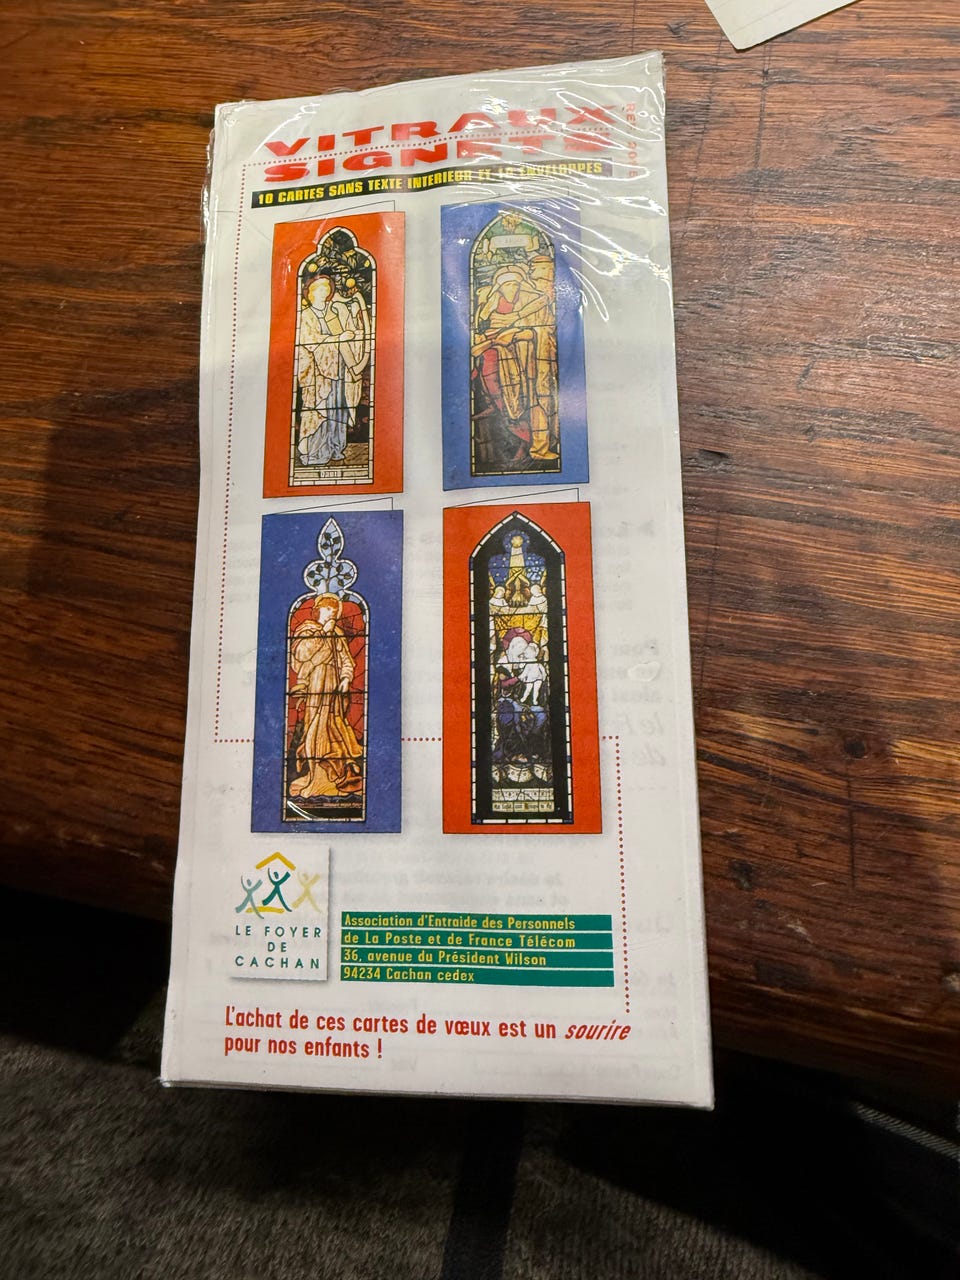 VITRAUX
SIGNETS
10 CARTES SANS TEXTE INTERIEUR ET 10 ENVELOPPES
LE FOYER
DE
CACHAN
Association d'Entraide des Personnels
de La Poste et de France Télécom
36, avenue du Président Wilson
94234 Cachan cedex
L'achat de ces cartes de vœux est un sourire
pour nos enfants !